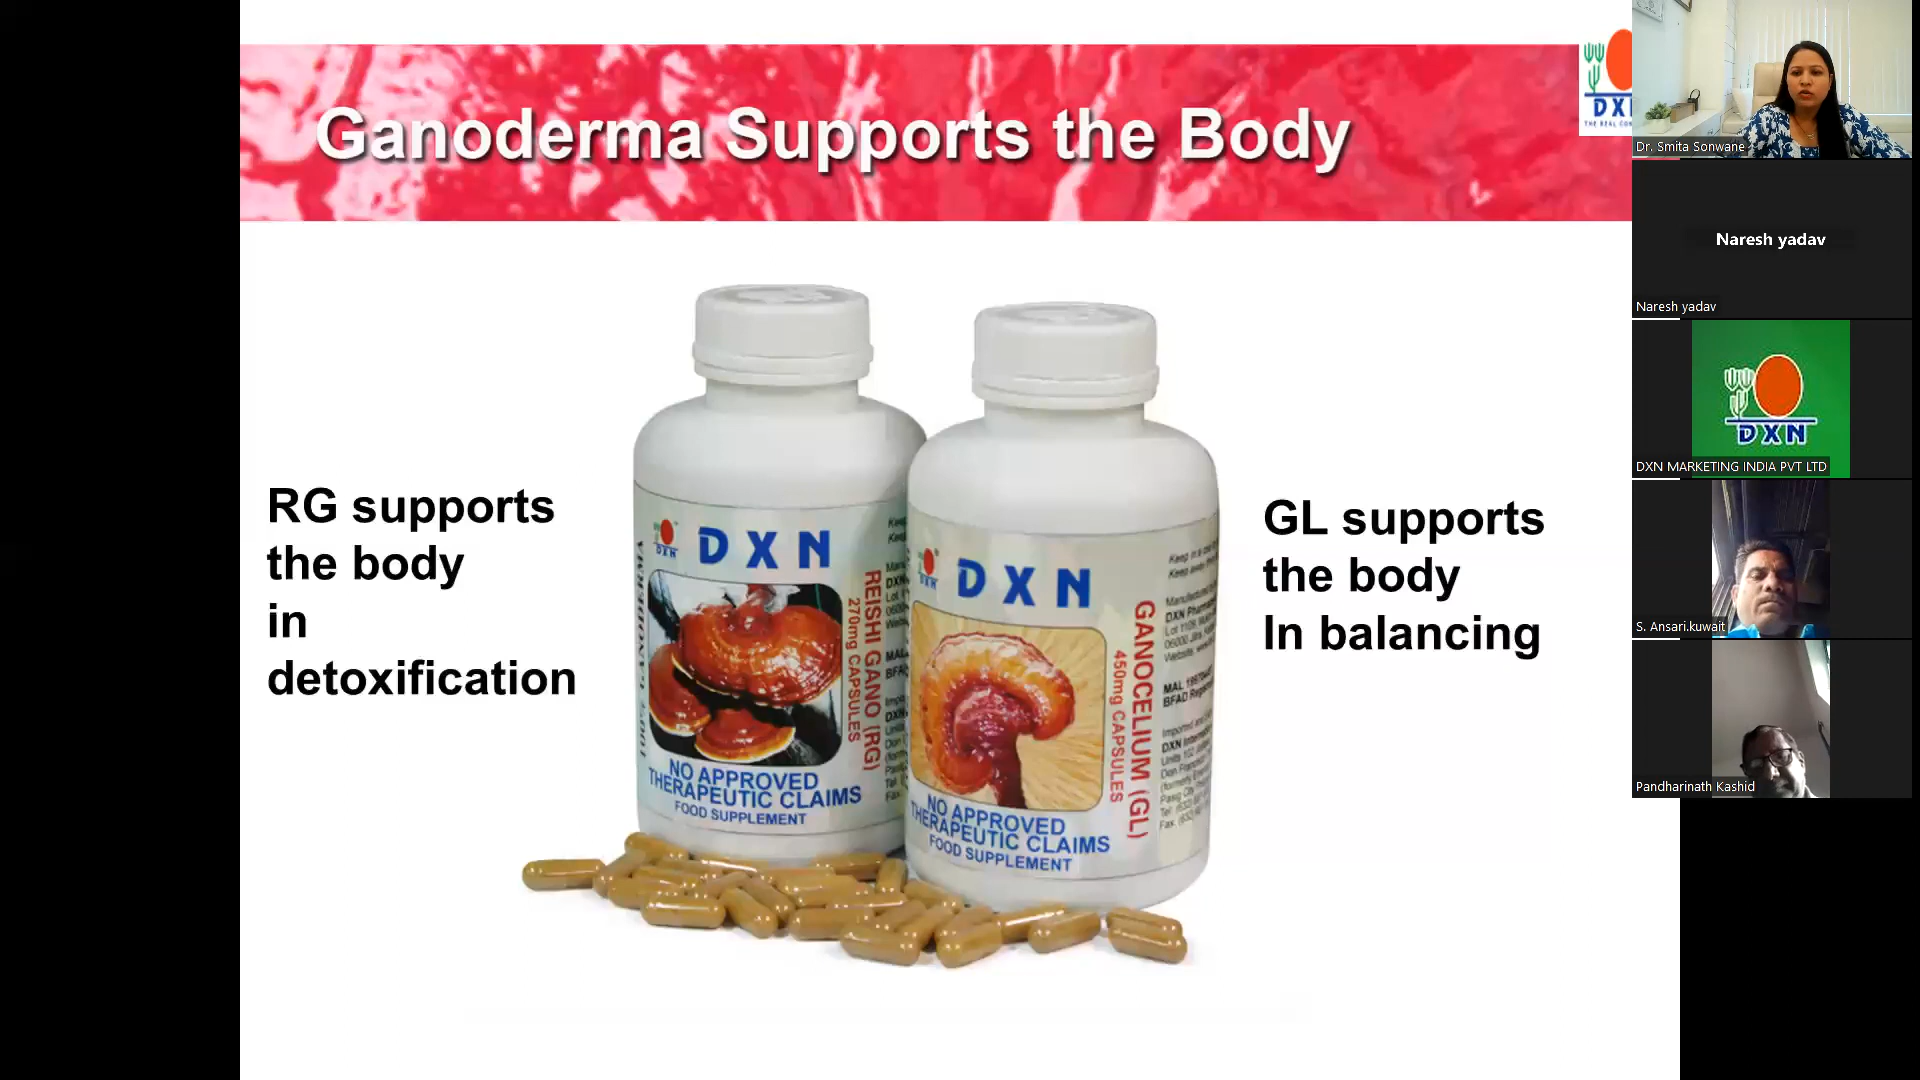 Ganoderma Supports the Body
RG supports
the body
in
detoxification
DXN
DXN
REISHI GANO (RG)
270mg CAPSULES
NO APPROVED
THERAPEUTIC CLAIMS
FOOD SUPPLEMENT
DXN
DXN
GANOCELIUM (GL)
450mg CAPSULES
NO APPROVED
THERAPEUTIC CLAIMS
FOOD SUPPLEMENT
GL supports
the body
In balancing
Dr. Smita Sonwane
Naresh yadav
Naresh yadav
DXN
DXN MARKETING INDIA PVT LTD
S. Ansari.kuwait
Pandharinath Kashid